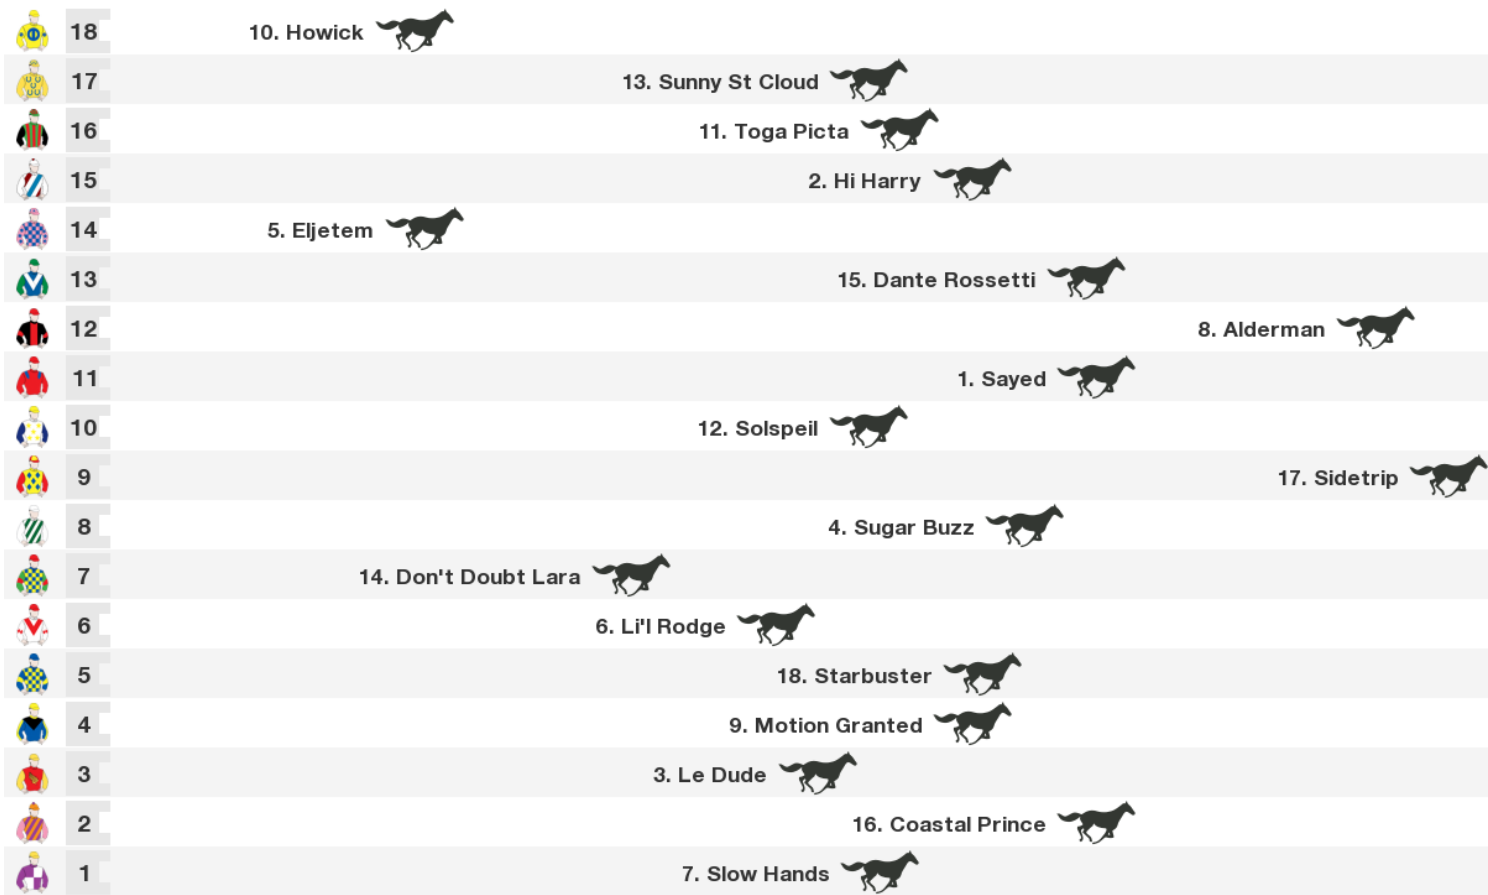 18 10. Howick
17 13. Sunny St Cloud
16 11. Toga Picta
15 2. Hi Harry
14 5. Eljetem
13 15. Dante Rossetti
12 8. Alderman
11 1. Sayed
10 12. Solspeil
9 17. Sidetrip
8 4. Sugar Buzz
7 14. Don't Doubt Lara
6 6. Li'l Rodge
5 18. Starbuster
4 9. Motion Granted
3 3. Le Dude
2 16. Coastal Prince
1 7. Slow Hands